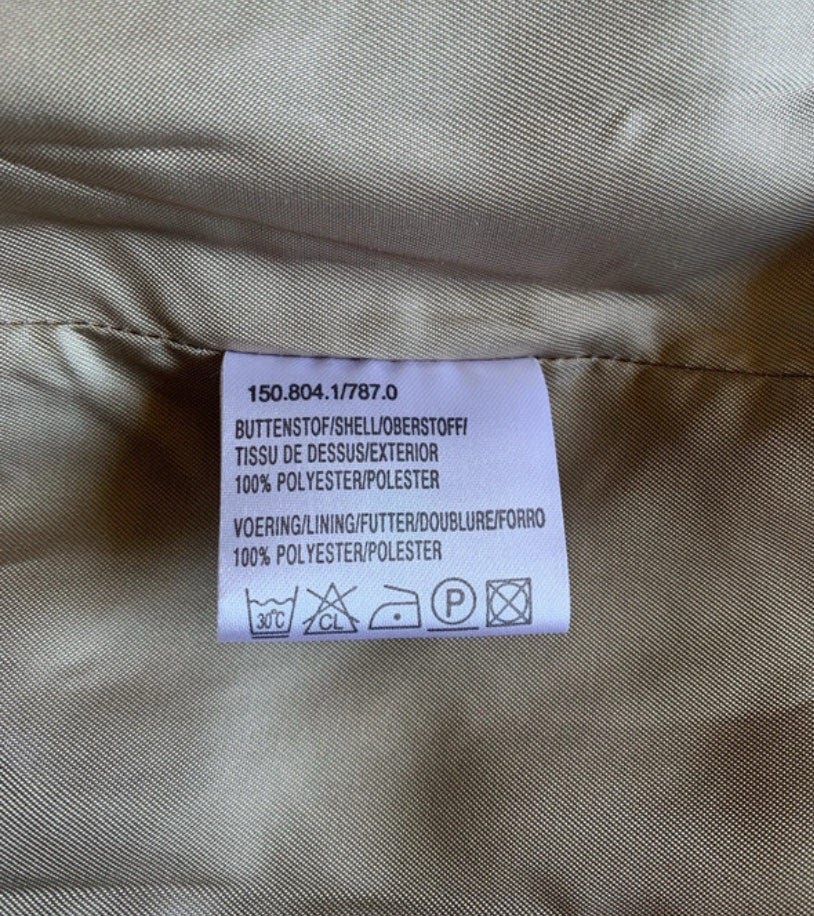 150.804.1/787.0
BUTTENSTOF/SHELL/OBERSTOFF/
TISSU DE DESSUS/EXTERIOR
100% POLYESTER/POLESTER
VOERING/LINING/FUTTER/DOUBLURE/FORRO
100% POLYESTER/POLESTER
30°C CL P